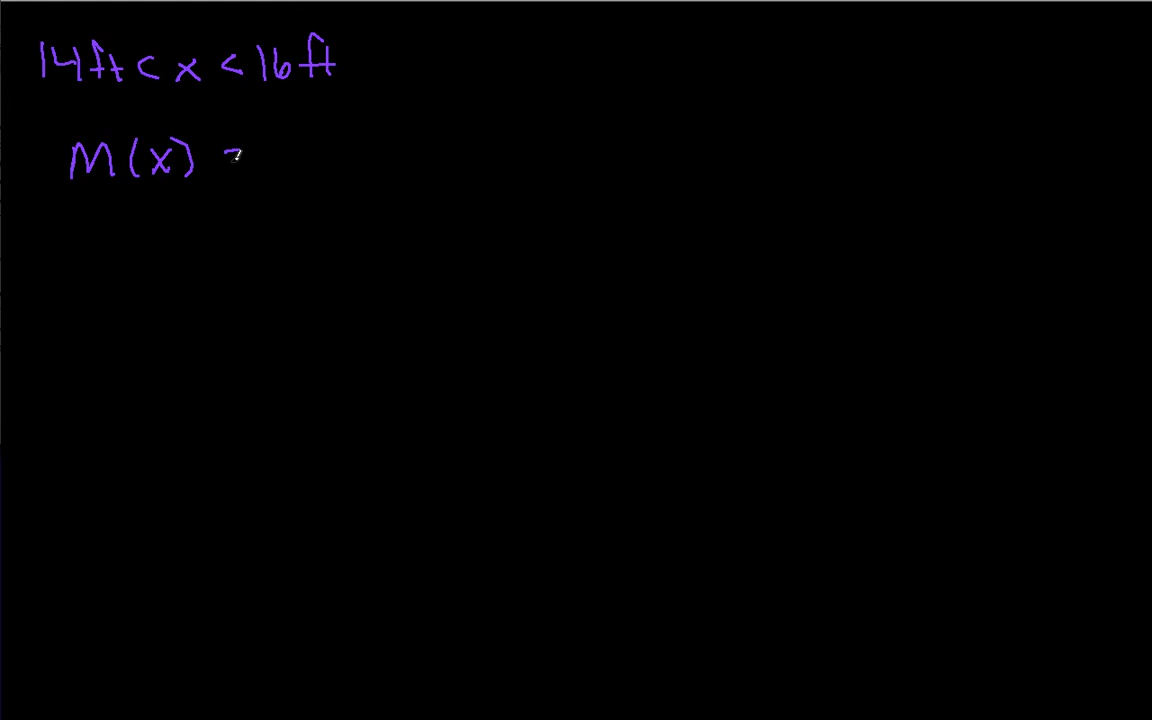 14ft < x < 16ft
M(x) =